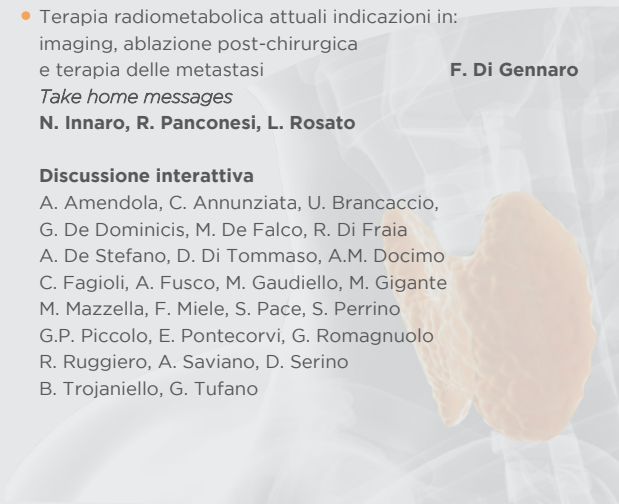 • Terapia radiometabolica attuali indicazioni in:
imaging, ablazione post-chirurgica
e terapia delle metastasi F. Di Gennaro
Take home messages
N. Innaro, R. Panconesi, L. Rosato
Discussione interattiva
A. Amendola, C. Annunziata, U. Brancaccio,
G. De Dominicis, M. De Falco, R. Di Fraia
A. De Stefano, D. Di Tommaso, A.M. Docimo
C. Fagioli, A. Fusco, M. Gaudiello, M. Gigante
M. Mazzella, F. Miele, S. Pace, S. Perrino
G.P. Piccolo, E. Pontecorvi, G. Romagnuolo
R. Ruggiero, A. Saviano, D. Serino
B. Trojaniello, G. Tufano